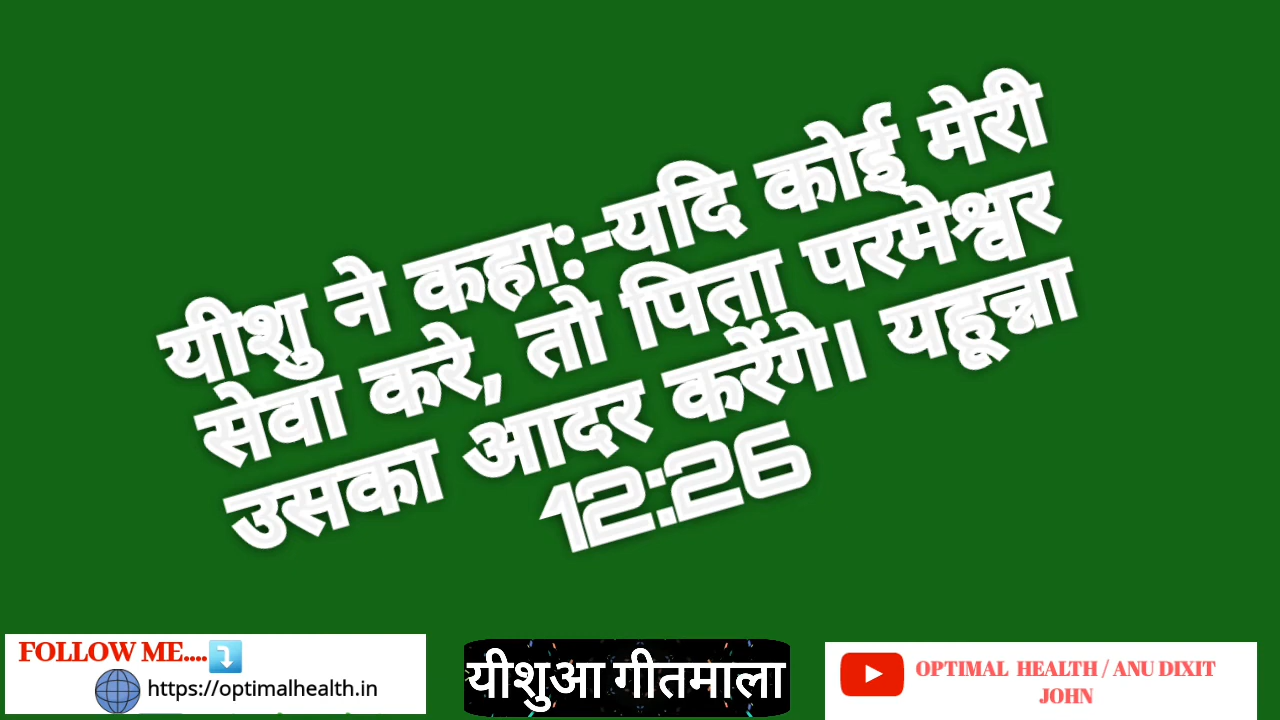 यीशु ने कहा:-यदि कोई मेरी
सेवा करे, तो पिता परमेश्वर
उसका आदर करेंगे। यहून्ना
12:26
FOLLOW ME....
https://optimalhealth.in
यीशुआ गीतमाला
OPTIMAL HEALTH / ANU DIXIT
JOHN